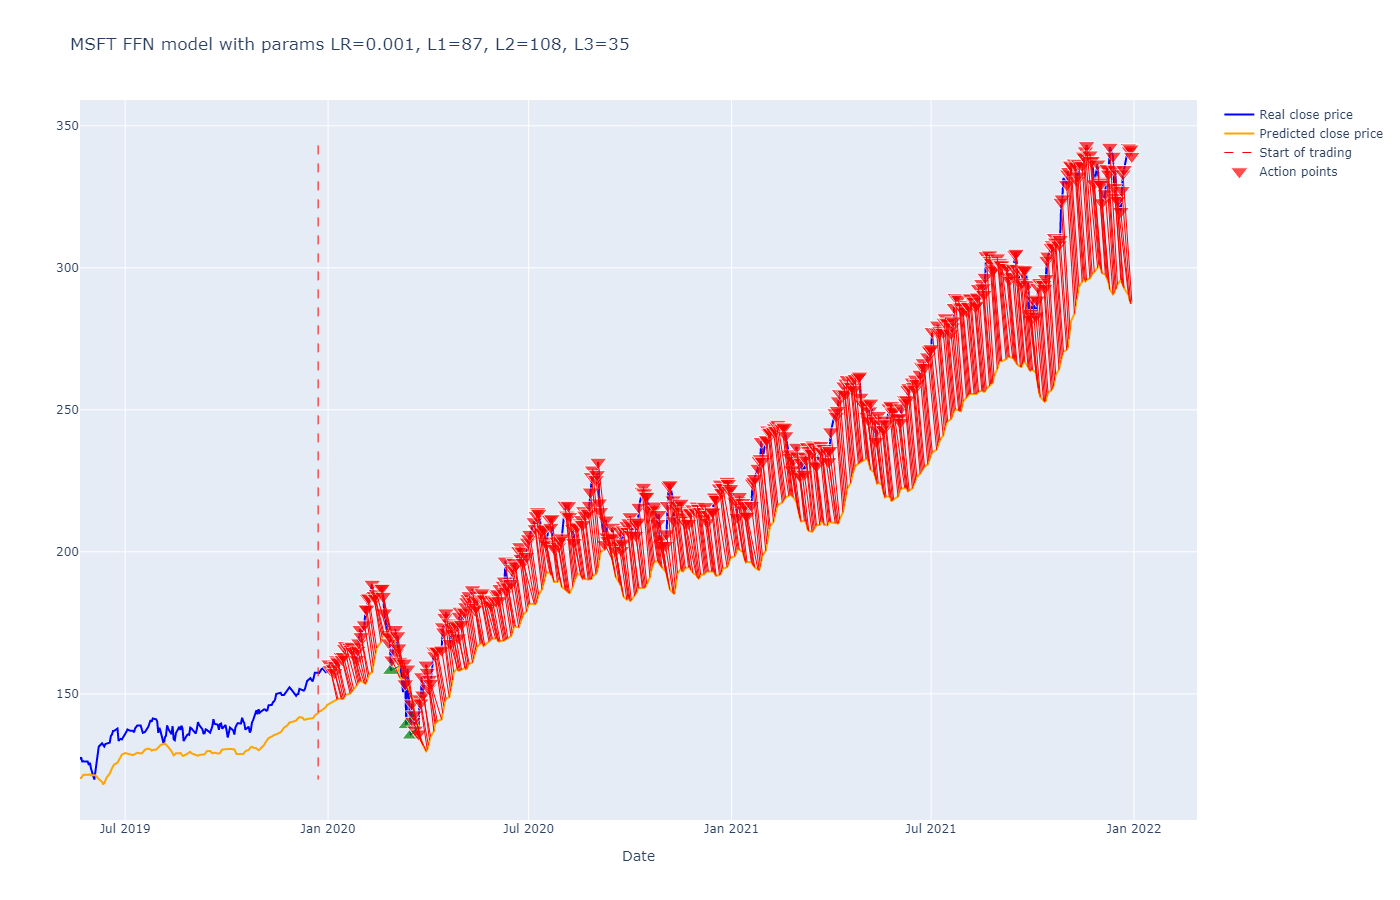 MSFT FFN model with params LR=0.001, L1=87, L2=108, L3=35
Real close price
Predicted close price
Start of trading
Action points
350
300
250
200
150
Jul 2019
Jan 2020
Jul 2020
Jan 2021
Jul 2021
Jan 2022
Date